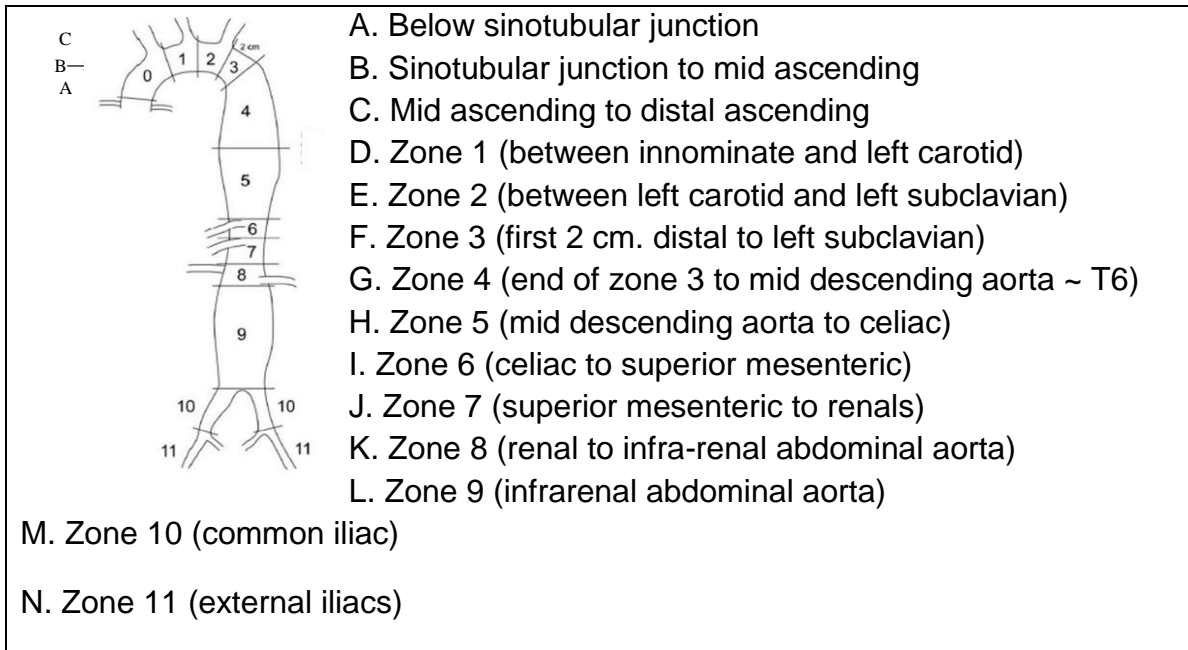 C
B—
A
0
1
2
2 cm
3
4
5
6
7
8
9
10
10
11
11
A. Below sinotubular junction
B. Sinotubular junction to mid ascending
C. Mid ascending to distal ascending
D. Zone 1 (between innominate and left carotid)
E. Zone 2 (between left carotid and left subclavian)
F. Zone 3 (first 2 cm. distal to left subclavian)
G. Zone 4 (end of zone 3 to mid descending aorta ~ T6)
H. Zone 5 (mid descending aorta to celiac)
I. Zone 6 (celiac to superior mesenteric)
J. Zone 7 (superior mesenteric to renals)
K. Zone 8 (renal to infra-renal abdominal aorta)
L. Zone 9 (infrarenal abdominal aorta)
M. Zone 10 (common iliac)
N. Zone 11 (external iliacs)